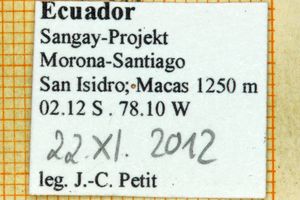 Ecuador
Sangay-Projekt
Morona-Santiago
San Isidro; Macas 1250 m
02.12 S . 78.10 W
22.XI. 2012
leg. J.-C. Petit